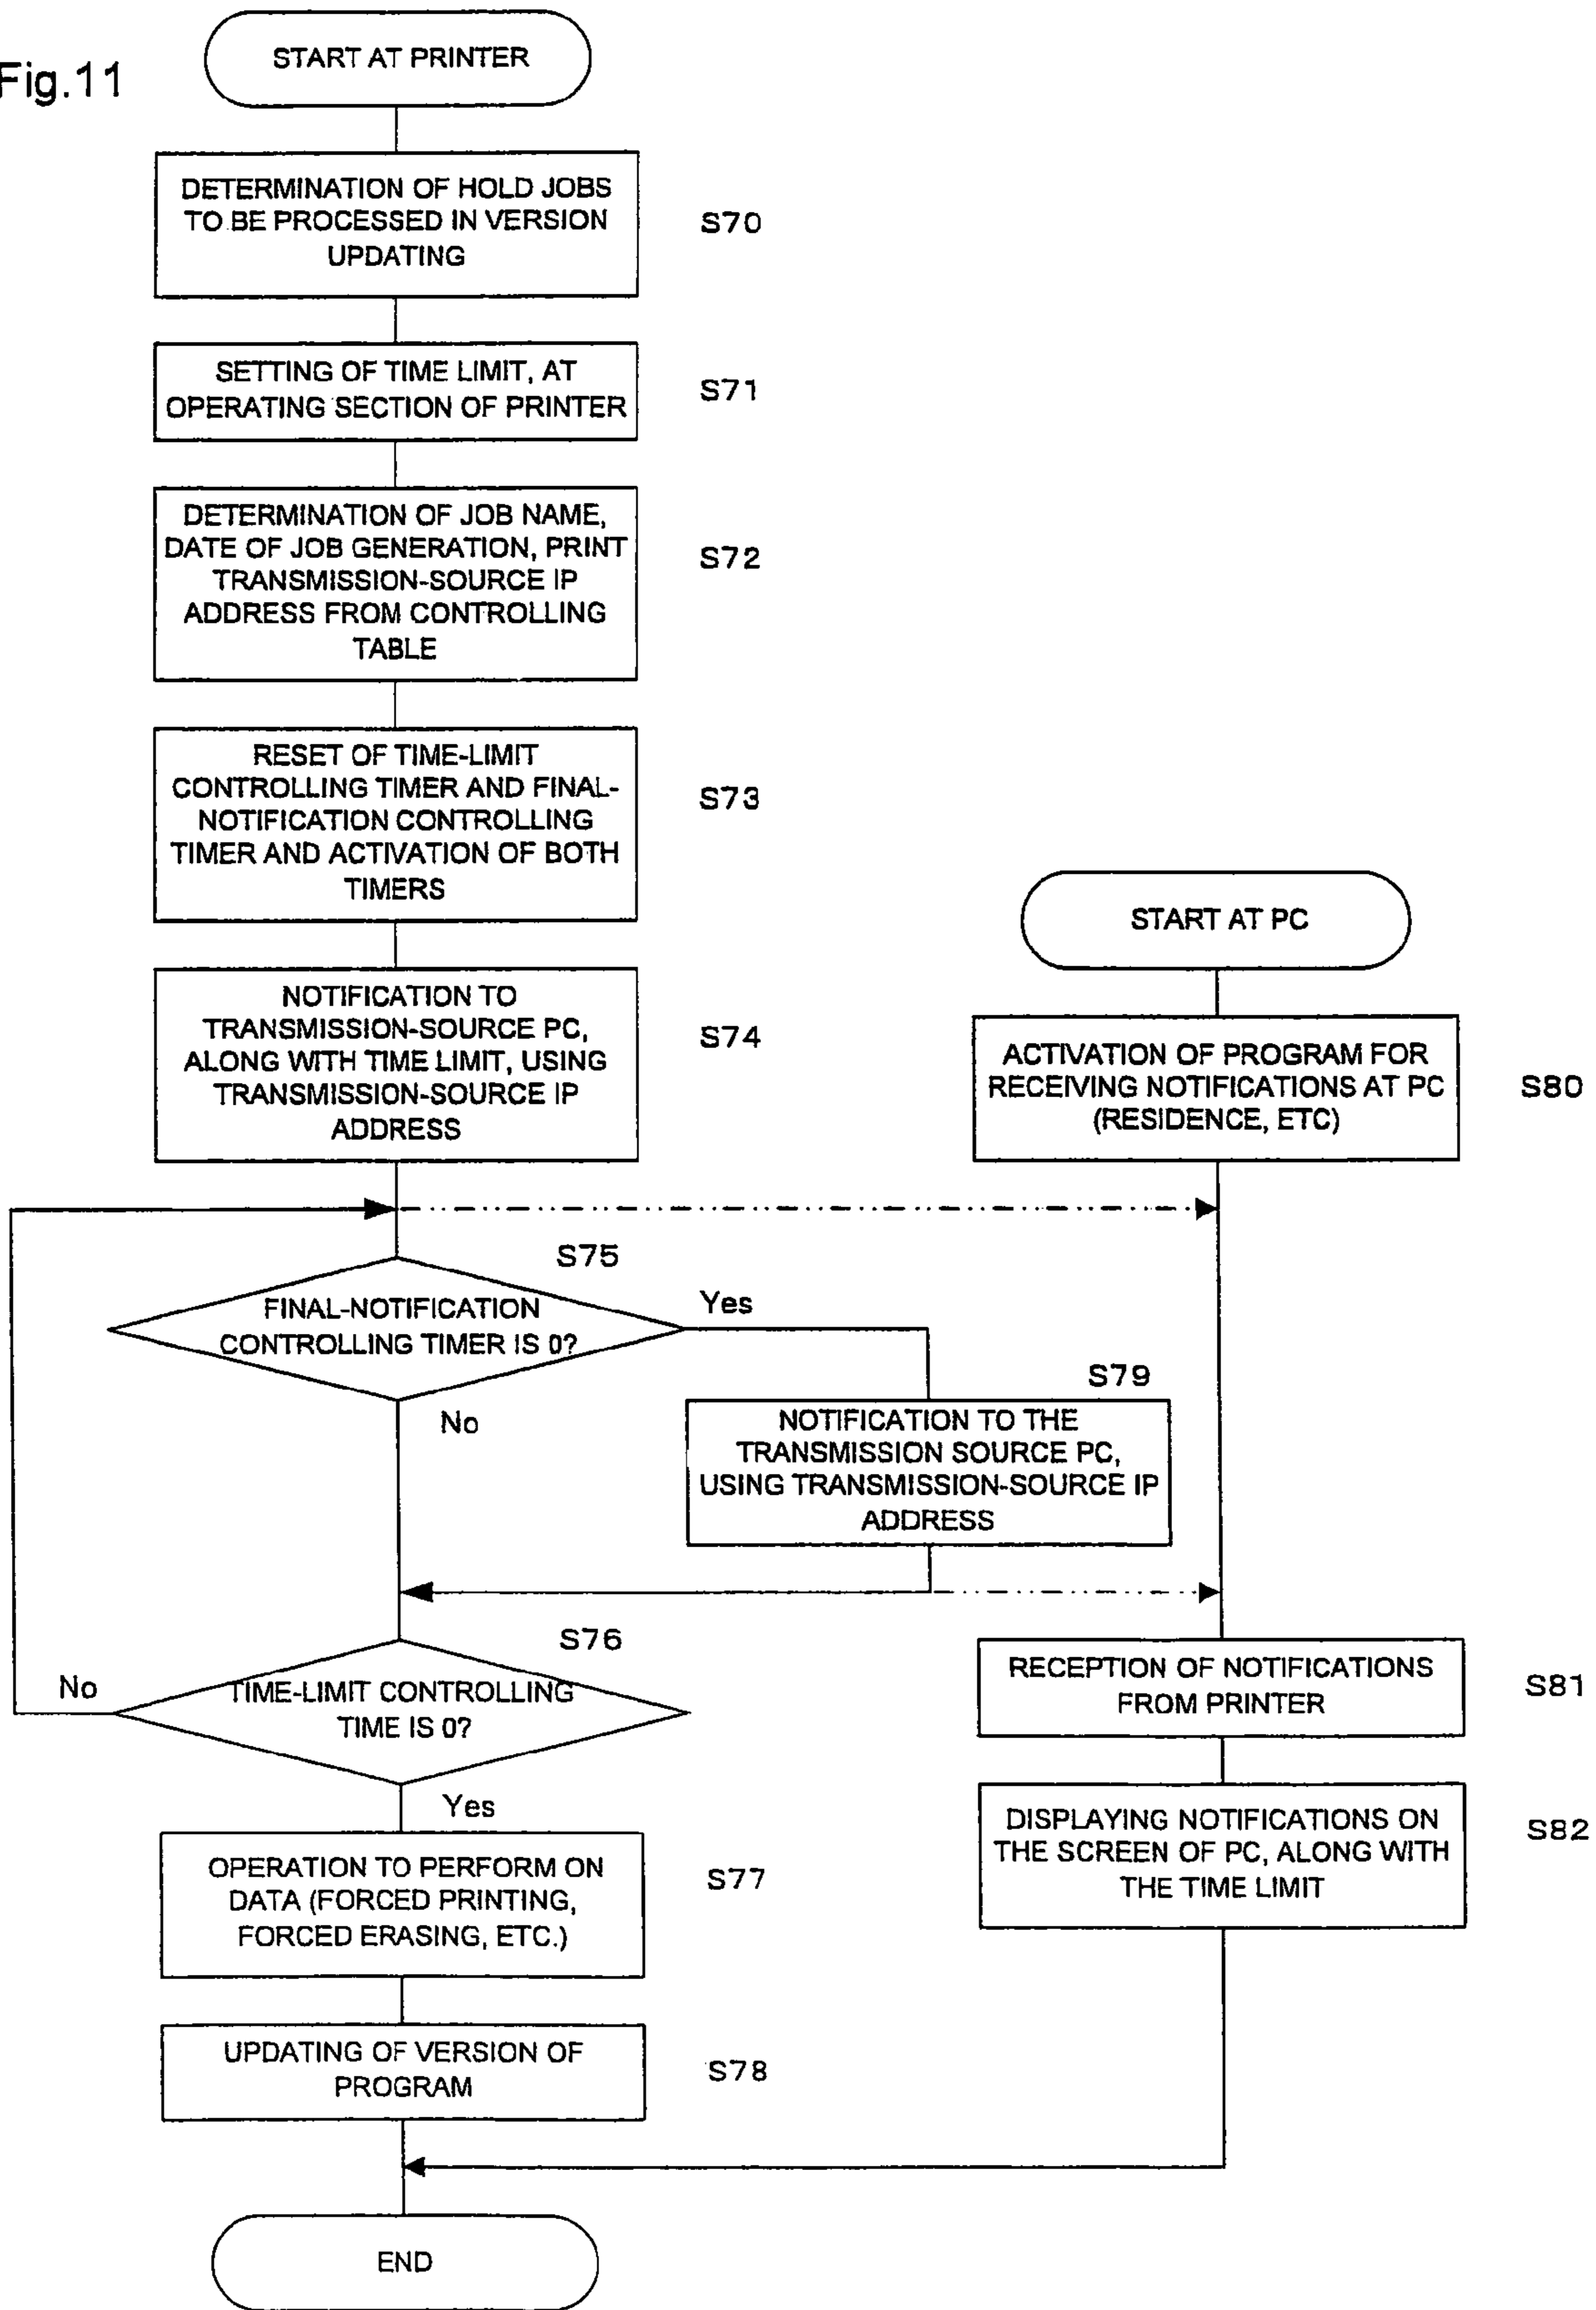 Fig.11
START AT PRINTER
DETERMINATION OF HOLD JOBS
TO BE PROCESSED IN VERSION
UPDATING
S70
SETTING OF TIME LIMIT, AT
OPERATING SECTION OF PRINTER
S71
DETERMINATION OF JOB NAME,
DATE OF JOB GENERATION, PRINT
TRANSMISSION-SOURCE IP
ADDRESS FROM CONTROLLING
TABLE
S72
RESET OF TIME-LIMIT
CONTROLLING TIMER AND FINAL-
NOTIFICATION CONTROLLING
TIMER AND ACTIVATION OF BOTH
TIMERS
S73
NOTIFICATION TO
TRANSMISSION-SOURCE PC,
ALONG WITH TIME LIMIT, USING
TRANSMISSION-SOURCE IP
ADDRESS
S74
START AT PC
ACTIVATION OF PROGRAM FOR
RECEIVING NOTIFICATIONS AT PC
(RESIDENCE, ETC)
S80
S75
FINAL-NOTIFICATION
CONTROLLING TIMER IS 0?
Yes
No
S79
NOTIFICATION TO THE
TRANSMISSION SOURCE PC,
USING TRANSMISSION-SOURCE IP
ADDRESS
S76
TIME-LIMIT CONTROLLING
TIME IS 0?
No
Yes
RECEPTION OF NOTIFICATIONS
FROM PRINTER
S81
DISPLAYING NOTIFICATIONS ON
THE SCREEN OF PC, ALONG WITH
THE TIME LIMIT
S82
OPERATION TO PERFORM ON
DATA (FORCED PRINTING,
FORCED ERASING, ETC.)
S77
UPDATING OF VERSION OF
PROGRAM
S78
END